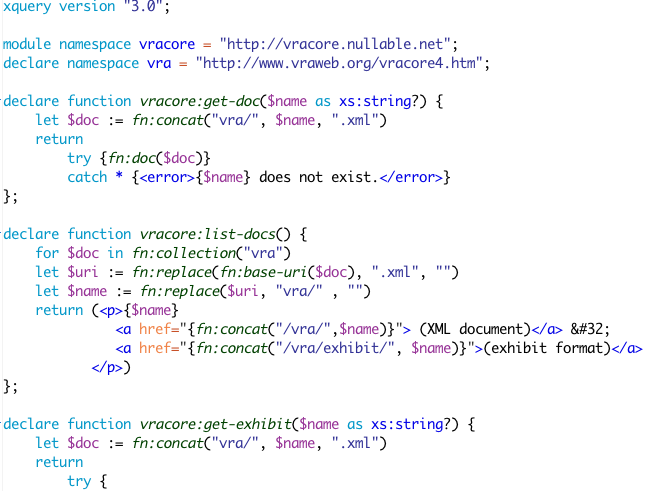 xquery version "3.0";
module namespace vracore = "http://vracore.nullable.net";
declare namespace vra = "http://www.vraweb.org/vracore4.htm";
declare function vracore:get-doc($name as xs:string?) {
let $doc := fn:concat("vra/", $name, ".xml")
return
try {fn:doc($doc)}
catch * {<error>{$name} does not exist.</error>}
};
declare function vracore:list-docs() {
for $doc in fn:collection("vra")
let $uri := fn:replace(fn:base-uri($doc), ".xml", "")
let $name := fn:replace($uri, "vra/" , "")
return (<p>{$name}
<a href="{fn:concat("/vra/",$name)}"> (XML document)</a> &#32;
<a href="{fn:concat("/vra/exhibit/", $name)}">(exhibit format)</a>
</p>)
};
declare function vracore:get-exhibit($name as xs:string?) {
let $doc := fn:concat("vra/", $name, ".xml")
return
try {